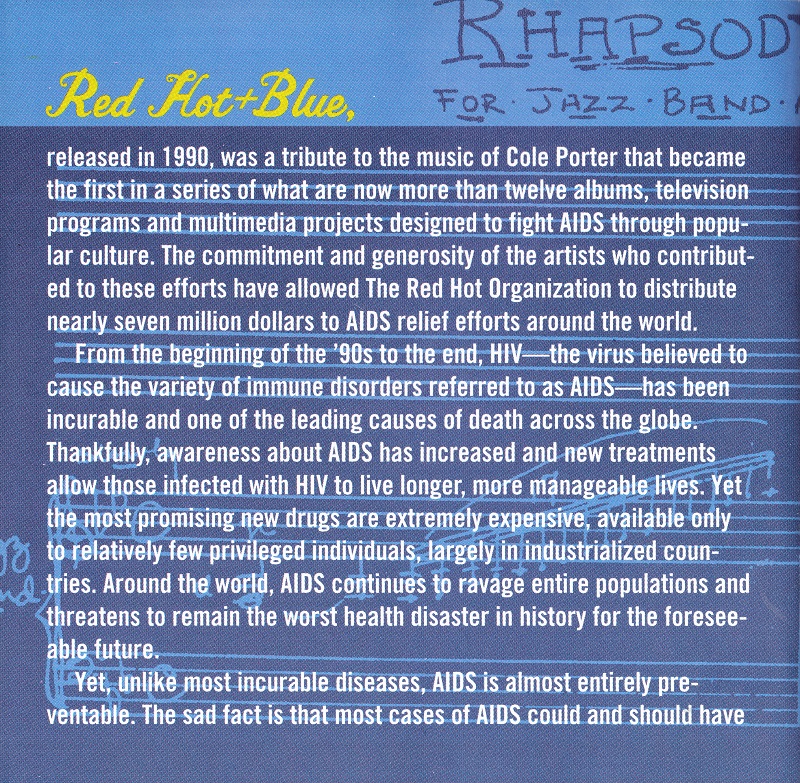 RHAPSODY
FOR · JAZZ · BAND ·
Red Hot+Blue,
released in 1990, was a tribute to the music of Cole Porter that became
the first in a series of what are now more than twelve albums, television
programs and multimedia projects designed to fight AIDS through popu-
lar culture. The commitment and generosity of the artists who contribut-
ed to these efforts have allowed The Red Hot Organization to distribute
nearly seven million dollars to AIDS relief efforts around the world.
From the beginning of the ’90s to the end, HIV—the virus believed to
cause the variety of immune disorders referred to as AIDS—has been
incurable and one of the leading causes of death across the globe.
Thankfully, awareness about AIDS has increased and new treatments
allow those infected with HIV to live longer, more manageable lives. Yet
the most promising new drugs are extremely expensive, available only
to relatively few privileged individuals, largely in industrialized coun-
tries. Around the world, AIDS continues to ravage entire populations and
threatens to remain the worst health disaster in history for the foresee-
able future.
Yet, unlike most incurable diseases, AIDS is almost entirely pre-
ventable. The sad fact is that most cases of AIDS could and should have